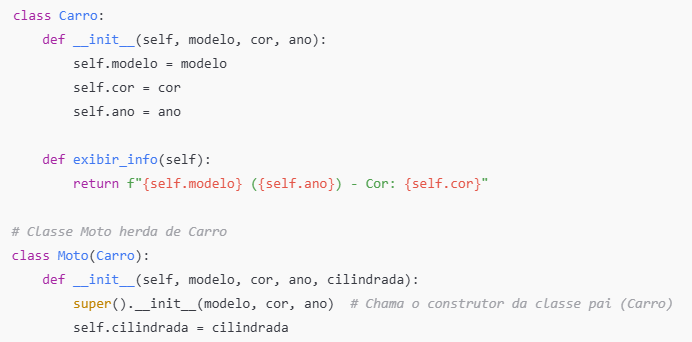 class Carro:
    def __init__(self, modelo, cor, ano):
        self.modelo = modelo
        self.cor = cor
        self.ano = ano

    def exibir_info(self):
        return f"{self.modelo} ({self.ano}) - Cor: {self.cor}"

# Classe Moto herda de Carro
class Moto(Carro):
    def __init__(self, modelo, cor, ano, cilindrada):
        super().__init__(modelo, cor, ano)  # Chama o construtor da classe pai (Carro)
        self.cilindrada = cilindrada